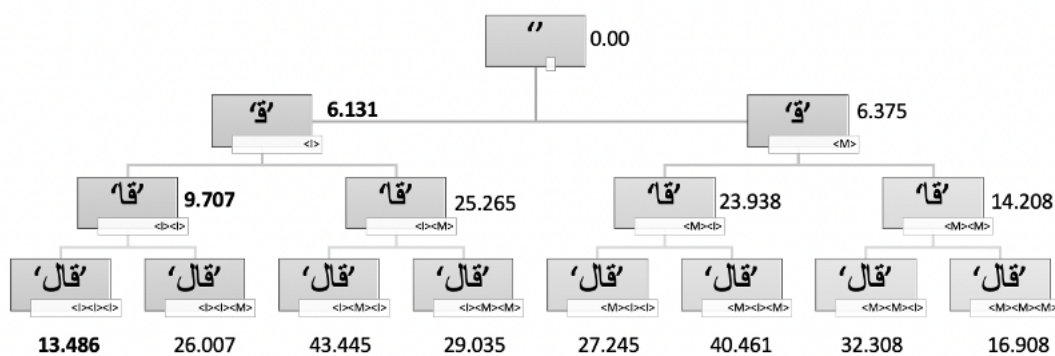 ‘’ 0.00
’قـ‘ 6.131 ’قـ‘ 6.375
<I> <M>
’قا‘ 9.707 ’قا‘ 25.265 ’قا‘ 23.938 ’قا‘ 14.208
<I><I> <I><M> <M><I> <M><M>
’قال‘ ’قال‘ ’قال‘ ’قال‘ ’قال‘ ’قال‘ ’قال‘ ’قال‘
<I><I><I> <I><I><M> <I><M><I> <I><M><M> <M><I><I> <M><I><M> <M><M><I> <M><M><M>
13.486 26.007 43.445 29.035 27.245 40.461 32.308 16.908